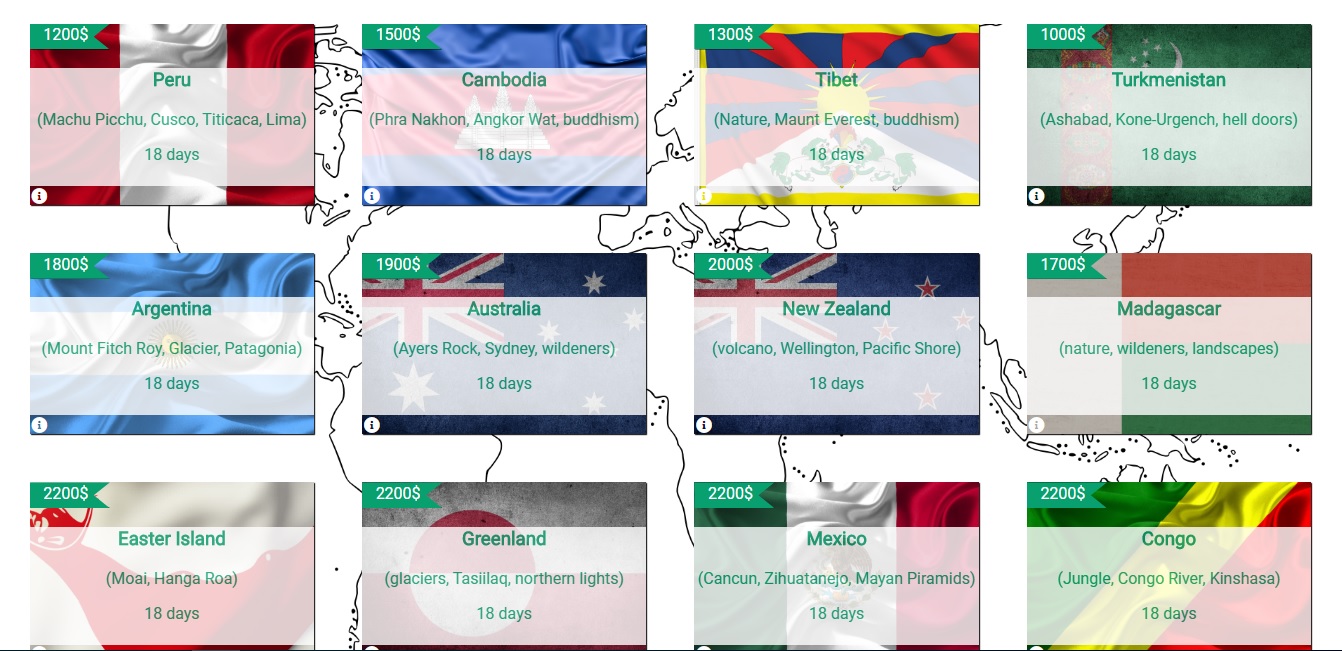 1200$
Peru
(Machu Picchu, Cusco, Titicaca, Lima)
18 days
1500$
Cambodia
(Phra Nakhon, Angkor Wat, buddhism)
18 days
1300$
Tibet
(Nature, Maunt Everest, buddhism)
18 days
1000$
Turkmenistan
(Ashabad, Kone-Urgench, hell doors)
18 days
1800$
Argentina
(Mount Fitch Roy, Glacier, Patagonia)
18 days
1900$
Australia
(Ayers Rock, Sydney, wildeners)
18 days
2000$
New Zealand
(volcano, Wellington, Pacific Shore)
18 days
1700$
Madagascar
(nature, wildeners, landscapes)
18 days
2200$
Easter Island
(Moai, Hanga Roa)
18 days
2200$
Greenland
(glaciers, Tasiilaq, northern lights)
18 days
2200$
Mexico
(Cancun, Zihuatanejo, Mayan Piramids)
18 days
2200$
Congo
(Jungle, Congo River, Kinshasa)
18 days